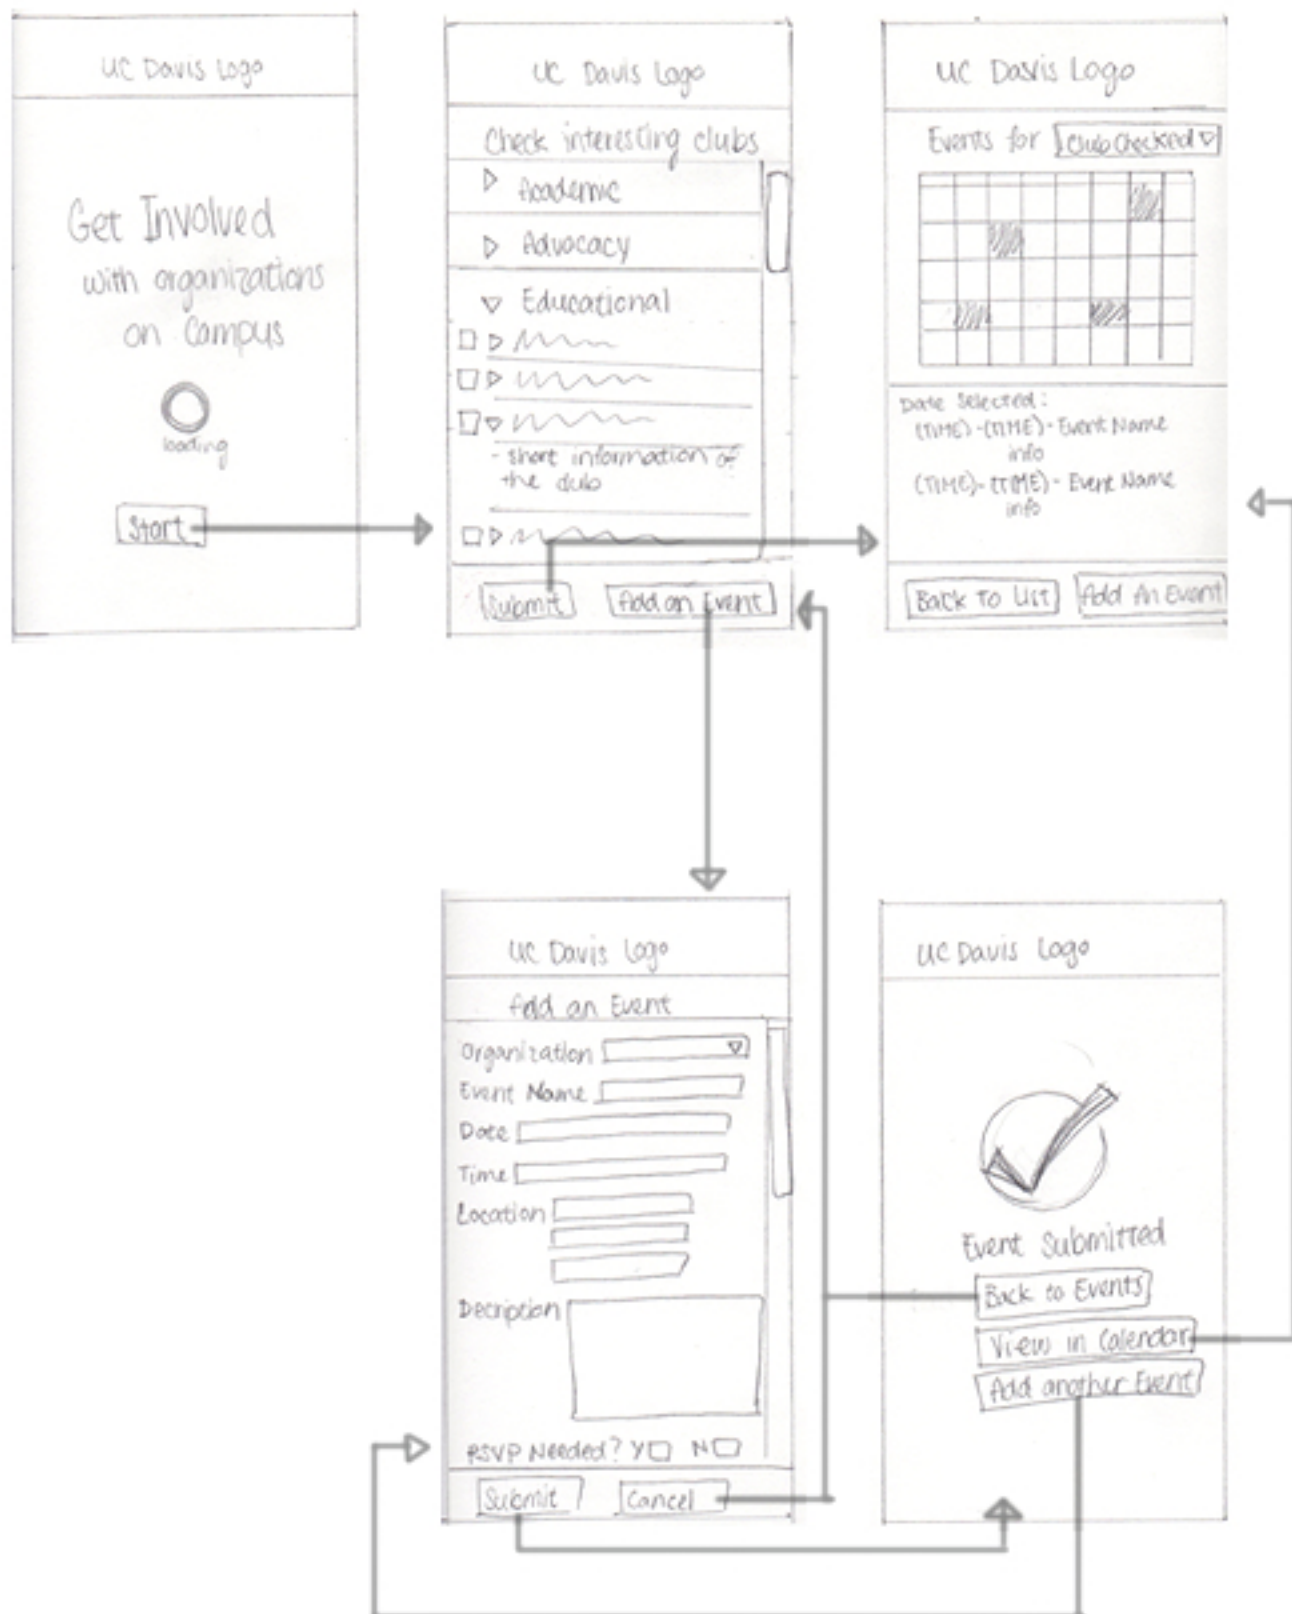 UC Davis Logo
Get Involved
with organizations
on Campus
loading
Start
UC Davis Logo
Check interesting clubs
Academic
Advocacy
Educational
- short information of
the club
Submit
Add an Event
UC Dasvis Logo
Events for Club Checked
Date Selected:
(TIME) - (TIME) - Event Name
info
(TIME) - (TIME) - Event Name
info
Back To List
Add An Event
UC Davis Logo
Add an Event
Organization
Event Name
Date
Time
Location
Decription
RSVP Needed? Y N
Submit
Cancel
UC Davis Logo
Event Submitted
Back to Events
View in Calendar
Add another Event